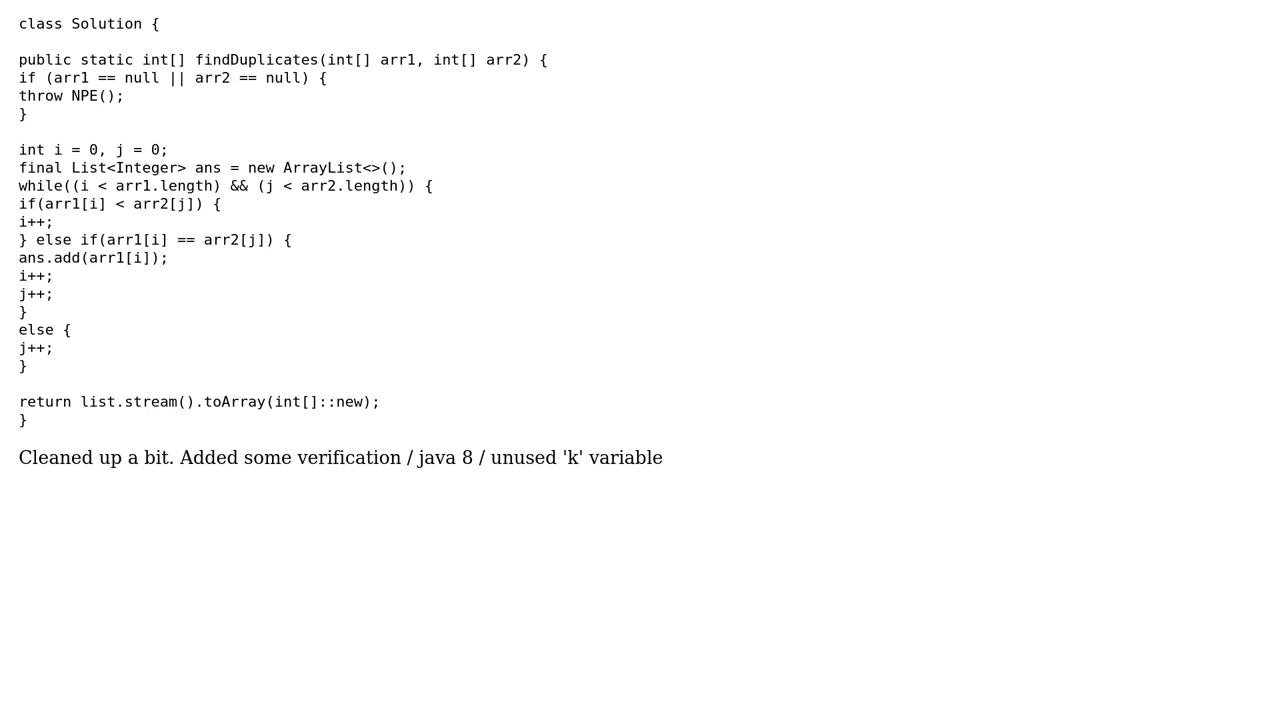 class Solution {
public static int[] findDuplicates(int[] arr1, int[] arr2) {
if (arr1 == null || arr2 == null) {
throw NPE();
}
int i = 0, j = 0;
final List<Integer> ans = new ArrayList<>();
while((i < arr1.length) && (j < arr2.length)) {
if(arr1[i] < arr2[j]) {
i++;
} else if(arr1[i] == arr2[j]) {
ans.add(arr1[i]);
i++;
j++;
}
else {
j++;
}
return list.stream().toArray(int[]::new);
}
Cleaned up a bit. Added some verification / java 8 / unused 'k' variable